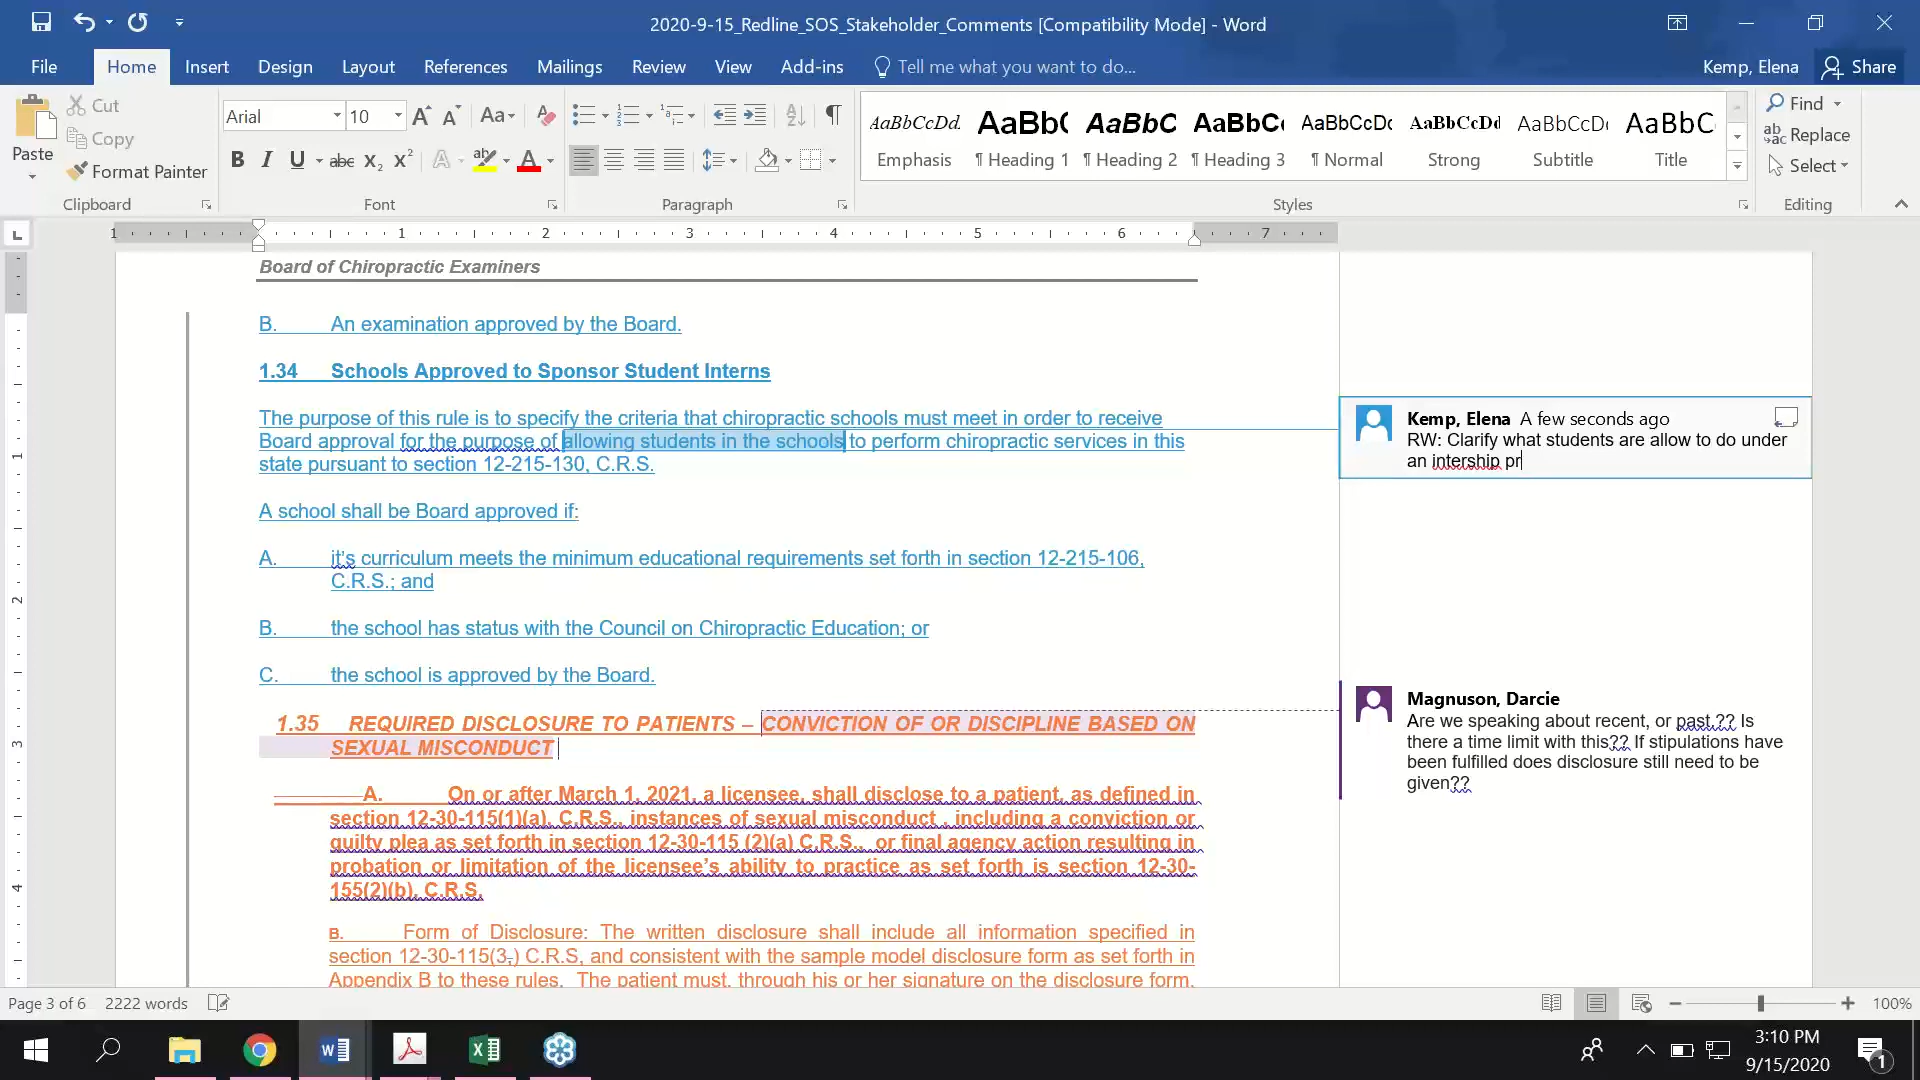 2020-9-15_Redline_SOS_Stakeholder_Comments [Compatibility Mode] - Word
File Home Insert Design Layout References Mailings Review View Add-ins Tell me what you want to do... Kemp, Elena Share
Paste
Cut
Copy
Format Painter
Clipboard
Arial 10
Font
Paragraph
AaBbCcDd. AaBbC AaBbC AaBbC AaBbCcDc AaBbCcDd AaBbCcD AaBbC
Emphasis ¶ Heading 1 ¶ Heading 2 ¶ Heading 3 ¶ Normal Strong Subtitle Title
Styles
Find
Replace
Select
Editing
1 1 2 3 4 5 6 7
Board of Chiropractic Examiners
B. An examination approved by the Board.
1.34 Schools Approved to Sponsor Student Interns
The purpose of this rule is to specify the criteria that chiropractic schools must meet in order to receive
Board approval for the purpose of allowing students in the schools to perform chiropractic services in this
state pursuant to section 12-215-130, C.R.S.
A school shall be Board approved if:
A. it's curriculum meets the minimum educational requirements set forth in section 12-215-106,
C.R.S.; and
B. the school has status with the Council on Chiropractic Education; or
C. the school is approved by the Board.
1.35 REQUIRED DISCLOSURE TO PATIENTS – CONVICTION OF OR DISCIPLINE BASED ON
SEXUAL MISCONDUCT
A. On or after March 1, 2021, a licensee, shall disclose to a patient, as defined in
section 12-30-115(1)(a), C.R.S., instances of sexual misconduct , including a conviction or
guilty plea as set forth in section 12-30-115 (2)(a) C.R.S., or final agency action resulting in
probation or limitation of the licensee's ability to practice as set forth is section 12-30-
155(2)(b), C.R.S.
B. Form of Disclosure: The written disclosure shall include all information specified in
section 12-30-115(3,) C.R.S, and consistent with the sample model disclosure form as set forth in
Appendix B to these rules. The patient must, through his or her signature on the disclosure form,
Kemp, Elena A few seconds ago
RW: Clarify what students are allow to do under
an intership pr
Magnuson, Darcie
Are we speaking about recent, or past.?? Is
there a time limit with this?? If stipulations have
been fulfilled does disclosure still need to be
given??
1
2
3
4
Page 3 of 6 2222 words 100%
3:10 PM
9/15/2020
1